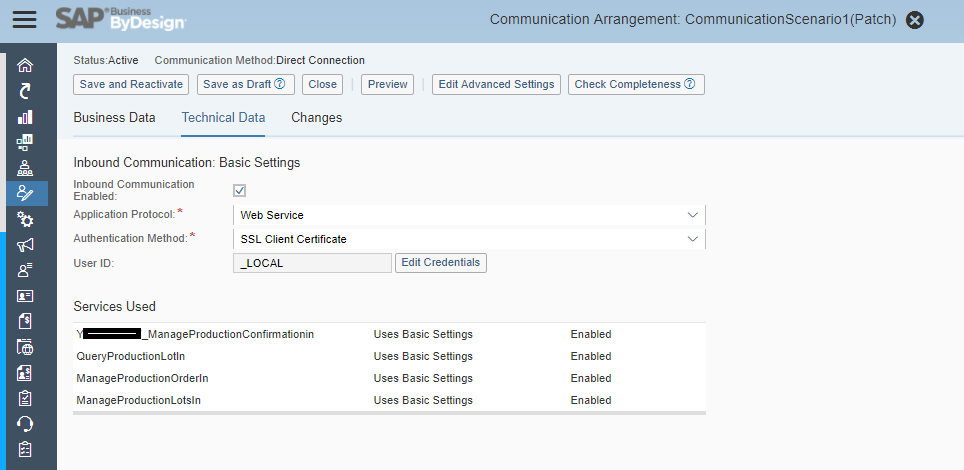 SAP Business ByDesign
Communication Arrangement: CommunicationScenario1(Patch)
Status:Active Communication Method:Direct Connection
Save and Reactivate Save as Draft Close Preview Edit Advanced Settings Check Completeness
Business Data Technical Data Changes
Inbound Communication: Basic Settings
Inbound Communication
Enabled:
Application Protocol:* Web Service
Authentication Method:* SSL Client Certificate
User ID: _LOCAL Edit Credentials
Services Used
Y _ManageProductionConfirmationin Uses Basic Settings Enabled
QueryProductionLotIn Uses Basic Settings Enabled
ManageProductionOrderIn Uses Basic Settings Enabled
ManageProductionLotsIn Uses Basic Settings Enabled